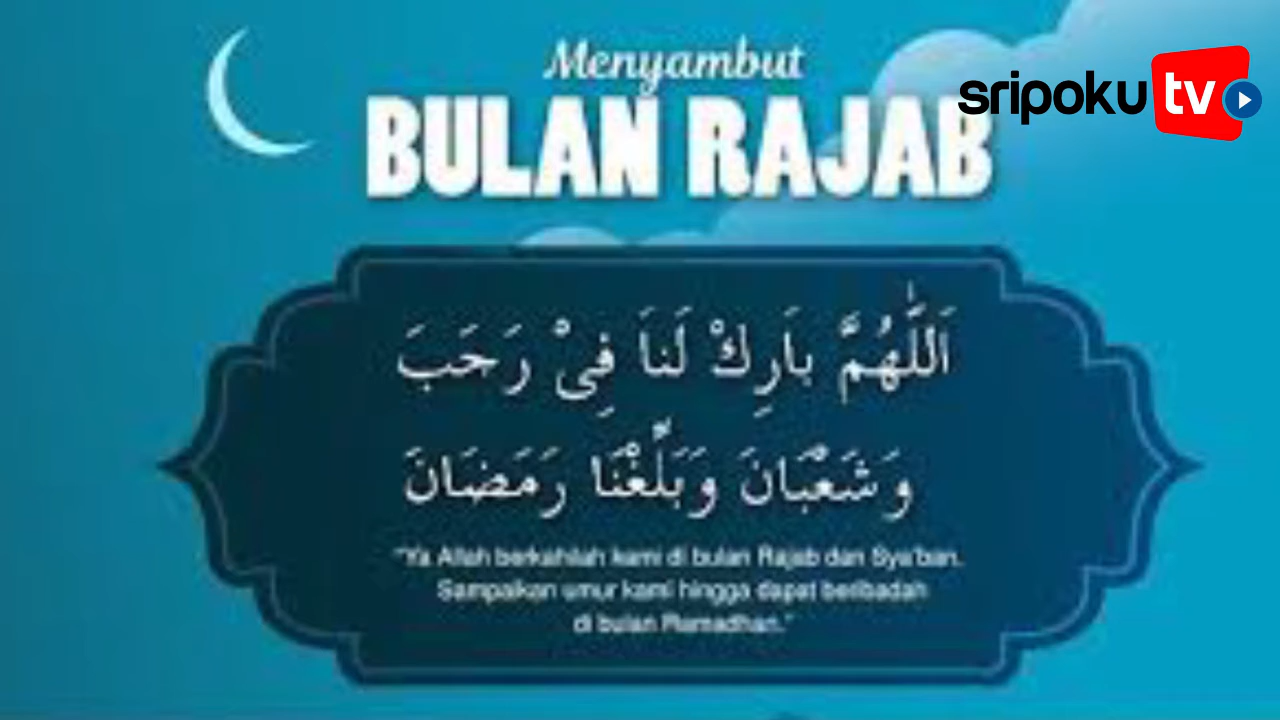 Menyambut
BULAN RAJAB
sripoku tv
اَللّٰهُمَّ بَارِكْ لَنَا فِىْ رَحَبَ
وَشَعْبَانَ وَبَلِّغْنَا رَمَضَانَ
"Ya Allah berkahilah kami di bulan Rajab dan Sya'ban.
Sampaikan umur kami hingga dapat beribadah
di bulan Ramadhan."